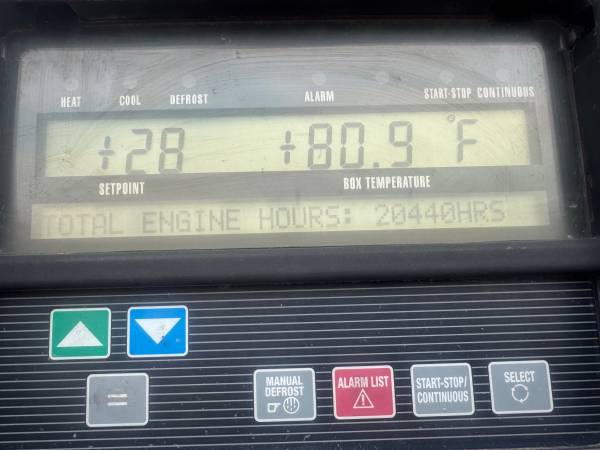 HEAT COOL DEFROST ALARM START-STOP CONTINUOUS
+28 +80.9 °F
SETPOINT BOX TEMPERATURE
TOTAL ENGINE HOURS: 20440HRS
=
MANUAL DEFROST
ALARM LIST
START-STOP/ CONTINUOUS
SELECT